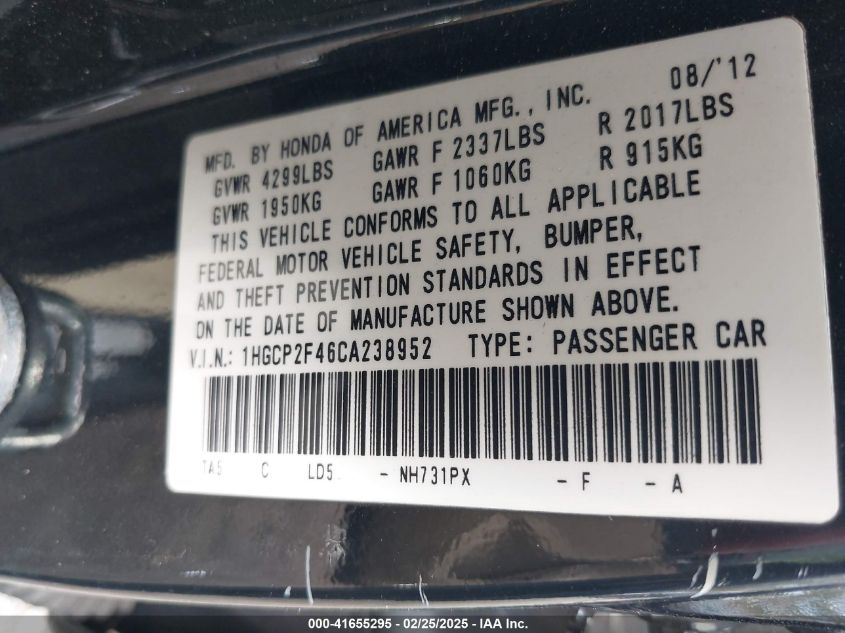 08/'12
MFD. BY HONDA OF AMERICA MFG., INC.
GVWR 4299LBS GAWR F 2337LBS R 2017LBS
GVWR 1950KG GAWR F 1060KG R 915KG
THIS VEHICLE CONFORMS TO ALL APPLICABLE
FEDERAL MOTOR VEHICLE SAFETY, BUMPER,
AND THEFT PREVENTION STANDARDS IN EFFECT
ON THE DATE OF MANUFACTURE SHOWN ABOVE.
V.I.N.: 1HGCP2F46CA238952 TYPE: PASSENGER CAR
TA5 C LD5 - NH731PX - F - A
000-41655295 - 02/25/2025 - IAA Inc.